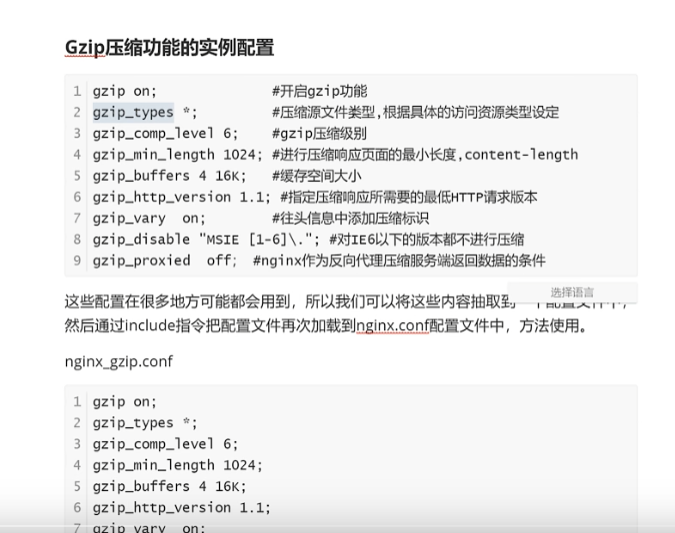 Gzip压缩功能的实例配置
1 gzip on; #开启gzip功能
2 gzip_types *; #压缩源文件类型,根据具体的访问资源类型设定
3 gzip_comp_level 6; #gzip压缩级别
4 gzip_min_length 1024; #进行压缩响应页面的最小长度,content-length
5 gzip_buffers 4 16K; #缓存空间大小
6 gzip_http_version 1.1; #指定压缩响应所需要的最低HTTP请求版本
7 gzip_vary on; #往头信息中添加压缩标识
8 gzip_disable "MSIE [1-6]\."; #对IE6以下的版本都不进行压缩
9 gzip_proxied off; #nginx作为反向代理压缩服务端返回数据的条件
选择语言
这些配置在很多地方可能都会用到，所以我们可以将这些内容抽取到一个配置文件中，
然后通过include指令把配置文件再次加载到nginx.conf配置文件中，方法使用。
nginx_gzip.conf
1 gzip on;
2 gzip_types *;
3 gzip_comp_level 6;
4 gzip_min_length 1024;
5 gzip_buffers 4 16K;
6 gzip_http_version 1.1;
7 gzip_vary on;